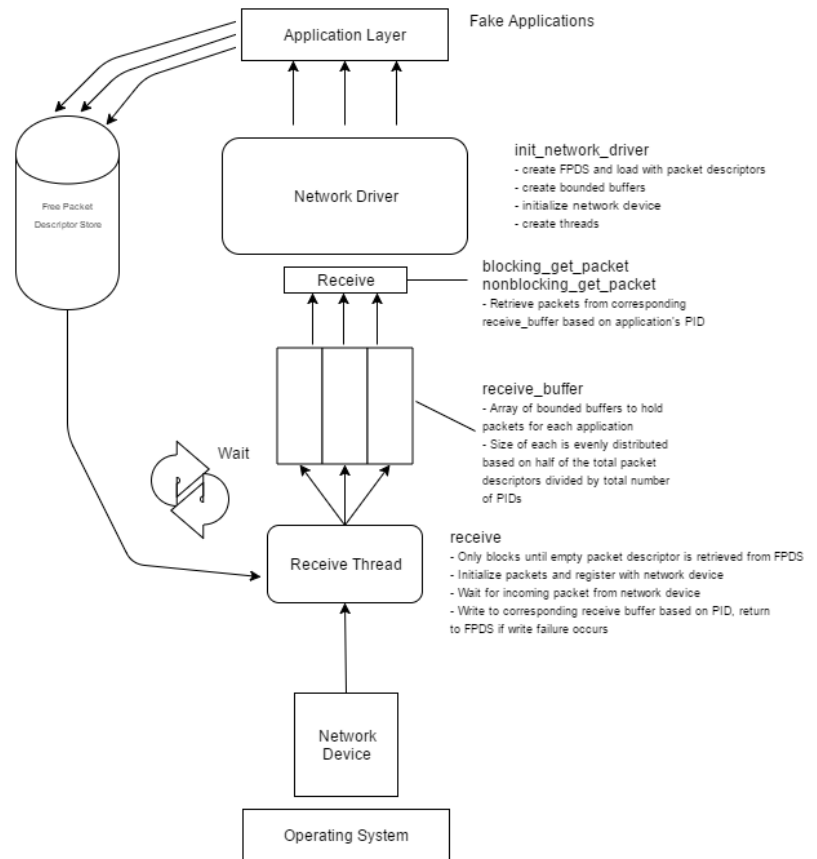 Application Layer
Fake Applications
Free Packet
Descriptor Store
Network Driver
init_network_driver
- create FPDS and load with packet descriptors
- create bounded buffers
- initialize network device
- create threads
Receive
blocking_get_packet
nonblocking_get_packet
- Retrieve packets from corresponding
receive_buffer based on application's PID
receive_buffer
- Array of bounded buffers to hold
packets for each application
- Size of each is evenly distributed
based on half of the total packet
descriptors divided by total number
of PIDs
Wait
Receive Thread
receive
- Only blocks until empty packet descriptor is retrieved from FPDS
- Initialize packets and register with network device
- Wait for incoming packet from network device
- Write to corresponding receive buffer based on PID, return
to FPDS if write failure occurs
Network
Device
Operating System